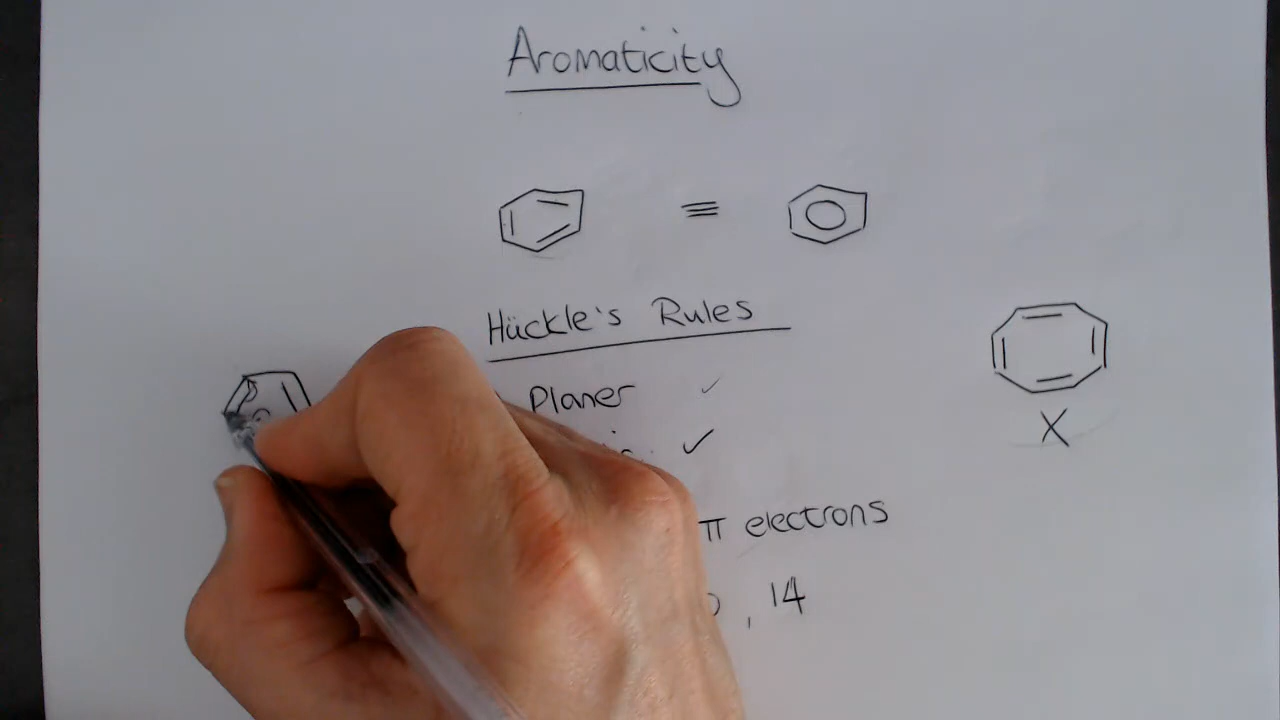 Aromaticity
≡
Hückle's Rules
Planer ✓
✓
π electrons
, 14
X